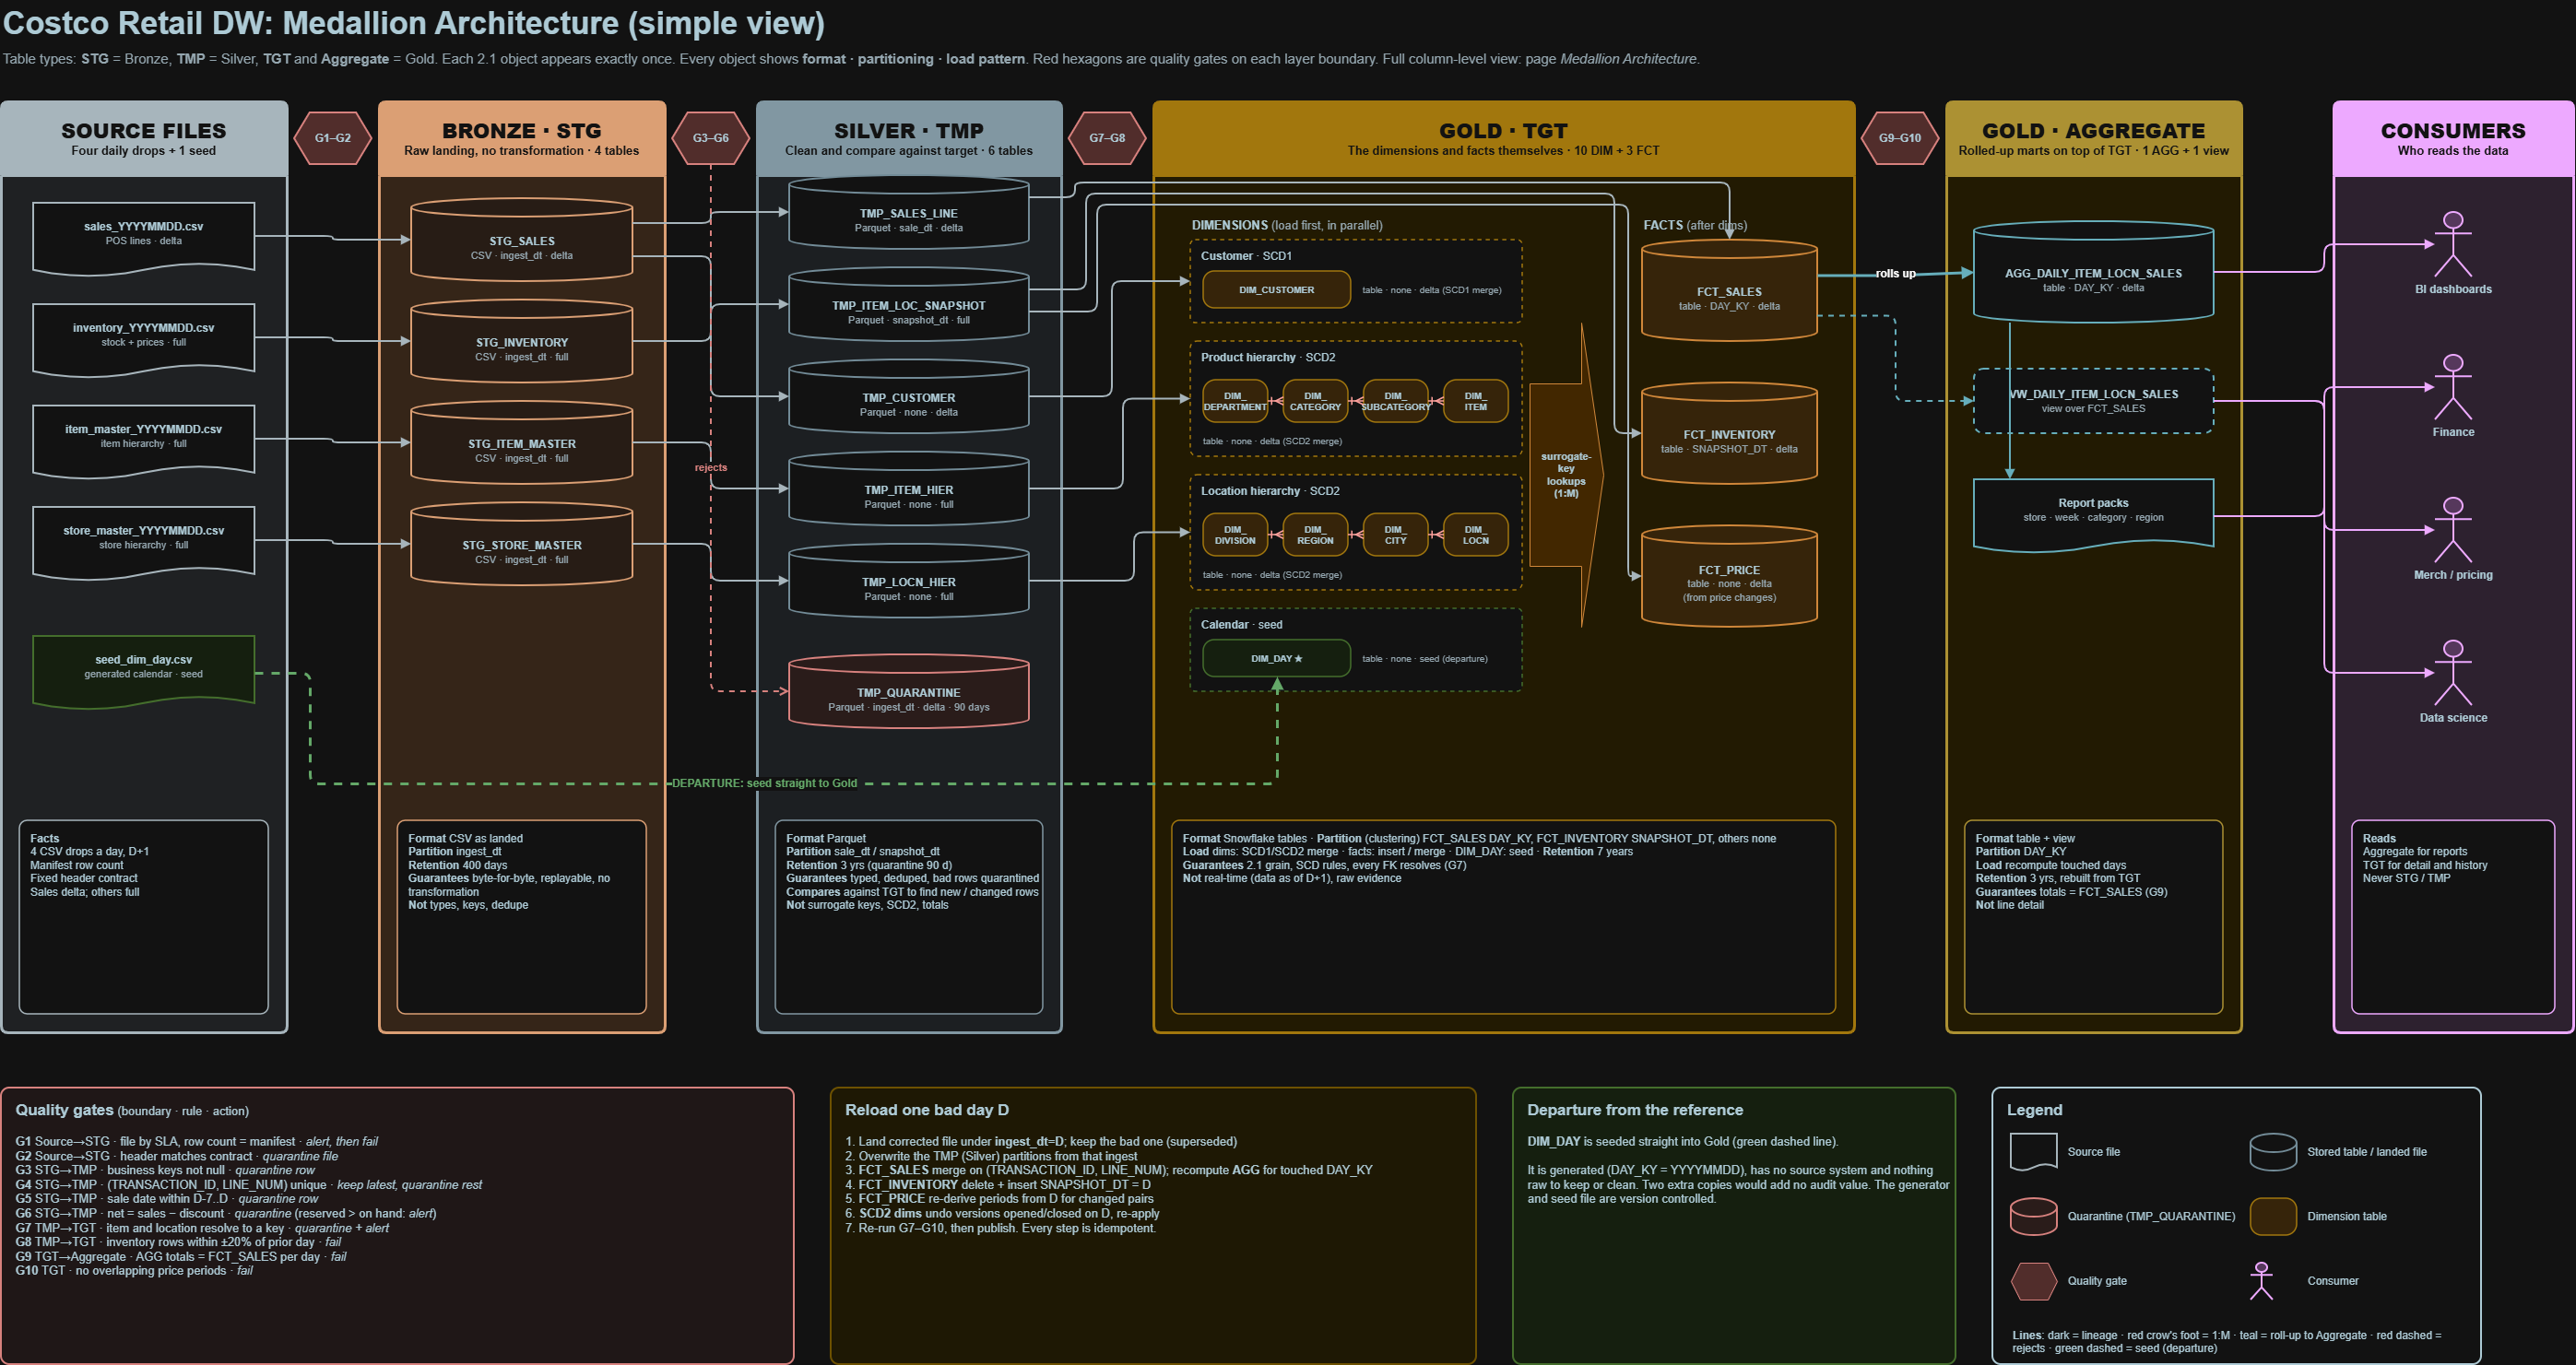 Costco Retail DW: Medallion Architecture (simple view)
Table types: STG = Bronze, TMP = Silver, TGT and Aggregate = Gold. Each 2.1 object appears exactly once. Every object shows format · partitioning · load pattern. Red hexagons are quality gates on each layer boundary. Full column-level view: page Medallion Architecture.
SOURCE FILES
Four daily drops + 1 seed
sales_YYYYMMDD.csv
POS lines · delta
inventory_YYYYMMDD.csv
stock + prices · full
item_master_YYYYMMDD.csv
item hierarchy · full
store_master_YYYYMMDD.csv
store hierarchy · full
seed_dim_day.csv
generated calendar · seed
Facts
4 CSV drops a day, D+1
Manifest row count
Fixed header contract
Sales delta; others full
G1–G2
BRONZE · STG
Raw landing, no transformation · 4 tables
STG_SALES
CSV · ingest_dt · delta
STG_INVENTORY
CSV · ingest_dt · full
STG_ITEM_MASTER
CSV · ingest_dt · full
STG_STORE_MASTER
CSV · ingest_dt · full
Format CSV as landed
Partition ingest_dt
Retention 400 days
Guarantees byte-for-byte, replayable, no
transformation
Not types, keys, dedupe
G3–G6
rejects
DEPARTURE: seed straight to Gold
SILVER · TMP
Clean and compare against target · 6 tables
TMP_SALES_LINE
Parquet · sale_dt · delta
TMP_ITEM_LOC_SNAPSHOT
Parquet · snapshot_dt · full
TMP_CUSTOMER
Parquet · none · delta
TMP_ITEM_HIER
Parquet · none · full
TMP_LOCN_HIER
Parquet · none · full
TMP_QUARANTINE
Parquet · ingest_dt · delta · 90 days
Format Parquet
Partition sale_dt / snapshot_dt
Retention 3 yrs (quarantine 90 d)
Guarantees typed, deduped, bad rows quarantined
Compares against TGT to find new / changed rows
Not surrogate keys, SCD2, totals
G7–G8
GOLD · TGT
The dimensions and facts themselves · 10 DIM + 3 FCT
DIMENSIONS (load first, in parallel)
Customer · SCD1
DIM_CUSTOMER
table · none · delta (SCD1 merge)
Product hierarchy · SCD2
DIM_
DEPARTMENT
DIM_
CATEGORY
DIM_
SUBCATEGORY
DIM_
ITEM
table · none · delta (SCD2 merge)
Location hierarchy · SCD2
DIM_
DIVISION
DIM_
REGION
DIM_
CITY
DIM_
LOCN
table · none · delta (SCD2 merge)
Calendar · seed
DIM_DAY ★
table · none · seed (departure)
surrogate-
key
lookups
(1:M)
FACTS (after dims)
FCT_SALES
table · DAY_KY · delta
FCT_INVENTORY
table · SNAPSHOT_DT · delta
FCT_PRICE
table · none · delta
(from price changes)
Format Snowflake tables · Partition (clustering) FCT_SALES DAY_KY, FCT_INVENTORY SNAPSHOT_DT, others none
Load dims: SCD1/SCD2 merge · facts: insert / merge · DIM_DAY: seed · Retention 7 years
Guarantees 2.1 grain, SCD rules, every FK resolves (G7)
Not real-time (data as of D+1), raw evidence
G9–G10
rolls up
GOLD · AGGREGATE
Rolled-up marts on top of TGT · 1 AGG + 1 view
AGG_DAILY_ITEM_LOCN_SALES
table · DAY_KY · delta
VW_DAILY_ITEM_LOCN_SALES
view over FCT_SALES
Report packs
store · week · category · region
Format table + view
Partition DAY_KY
Load recompute touched days
Retention 3 yrs, rebuilt from TGT
Guarantees totals = FCT_SALES (G9)
Not line detail
CONSUMERS
Who reads the data
BI dashboards
Finance
Merch / pricing
Data science
Reads
Aggregate for reports
TGT for detail and history
Never STG / TMP
Quality gates (boundary · rule · action)
G1 Source→STG · file by SLA, row count = manifest · alert, then fail
G2 Source→STG · header matches contract · quarantine file
G3 STG→TMP · business keys not null · quarantine row
G4 STG→TMP · (TRANSACTION_ID, LINE_NUM) unique · keep latest, quarantine rest
G5 STG→TMP · sale date within D-7..D · quarantine row
G6 STG→TMP · net = sales − discount · quarantine (reserved > on hand: alert)
G7 TMP→TGT · item and location resolve to a key · quarantine + alert
G8 TMP→TGT · inventory rows within ±20% of prior day · fail
G9 TGT→Aggregate · AGG totals = FCT_SALES per day · fail
G10 TGT · no overlapping price periods · fail
Reload one bad day D
1. Land corrected file under ingest_dt=D; keep the bad one (superseded)
2. Overwrite the TMP (Silver) partitions from that ingest
3. FCT_SALES merge on (TRANSACTION_ID, LINE_NUM); recompute AGG for touched DAY_KY
4. FCT_INVENTORY delete + insert SNAPSHOT_DT = D
5. FCT_PRICE re-derive periods from D for changed pairs
6. SCD2 dims undo versions opened/closed on D, re-apply
7. Re-run G7–G10, then publish. Every step is idempotent.
Departure from the reference
DIM_DAY is seeded straight into Gold (green dashed line).
It is generated (DAY_KY = YYYYMMDD), has no source system and nothing
raw to keep or clean. Two extra copies would add no audit value. The generator
and seed file are version controlled.
Legend
Source file
Stored table / landed file
Quarantine (TMP_QUARANTINE)
Dimension table
Quality gate
Consumer
Lines: dark = lineage · red crow's foot = 1:M · teal = roll-up to Aggregate · red dashed =
rejects · green dashed = seed (departure)